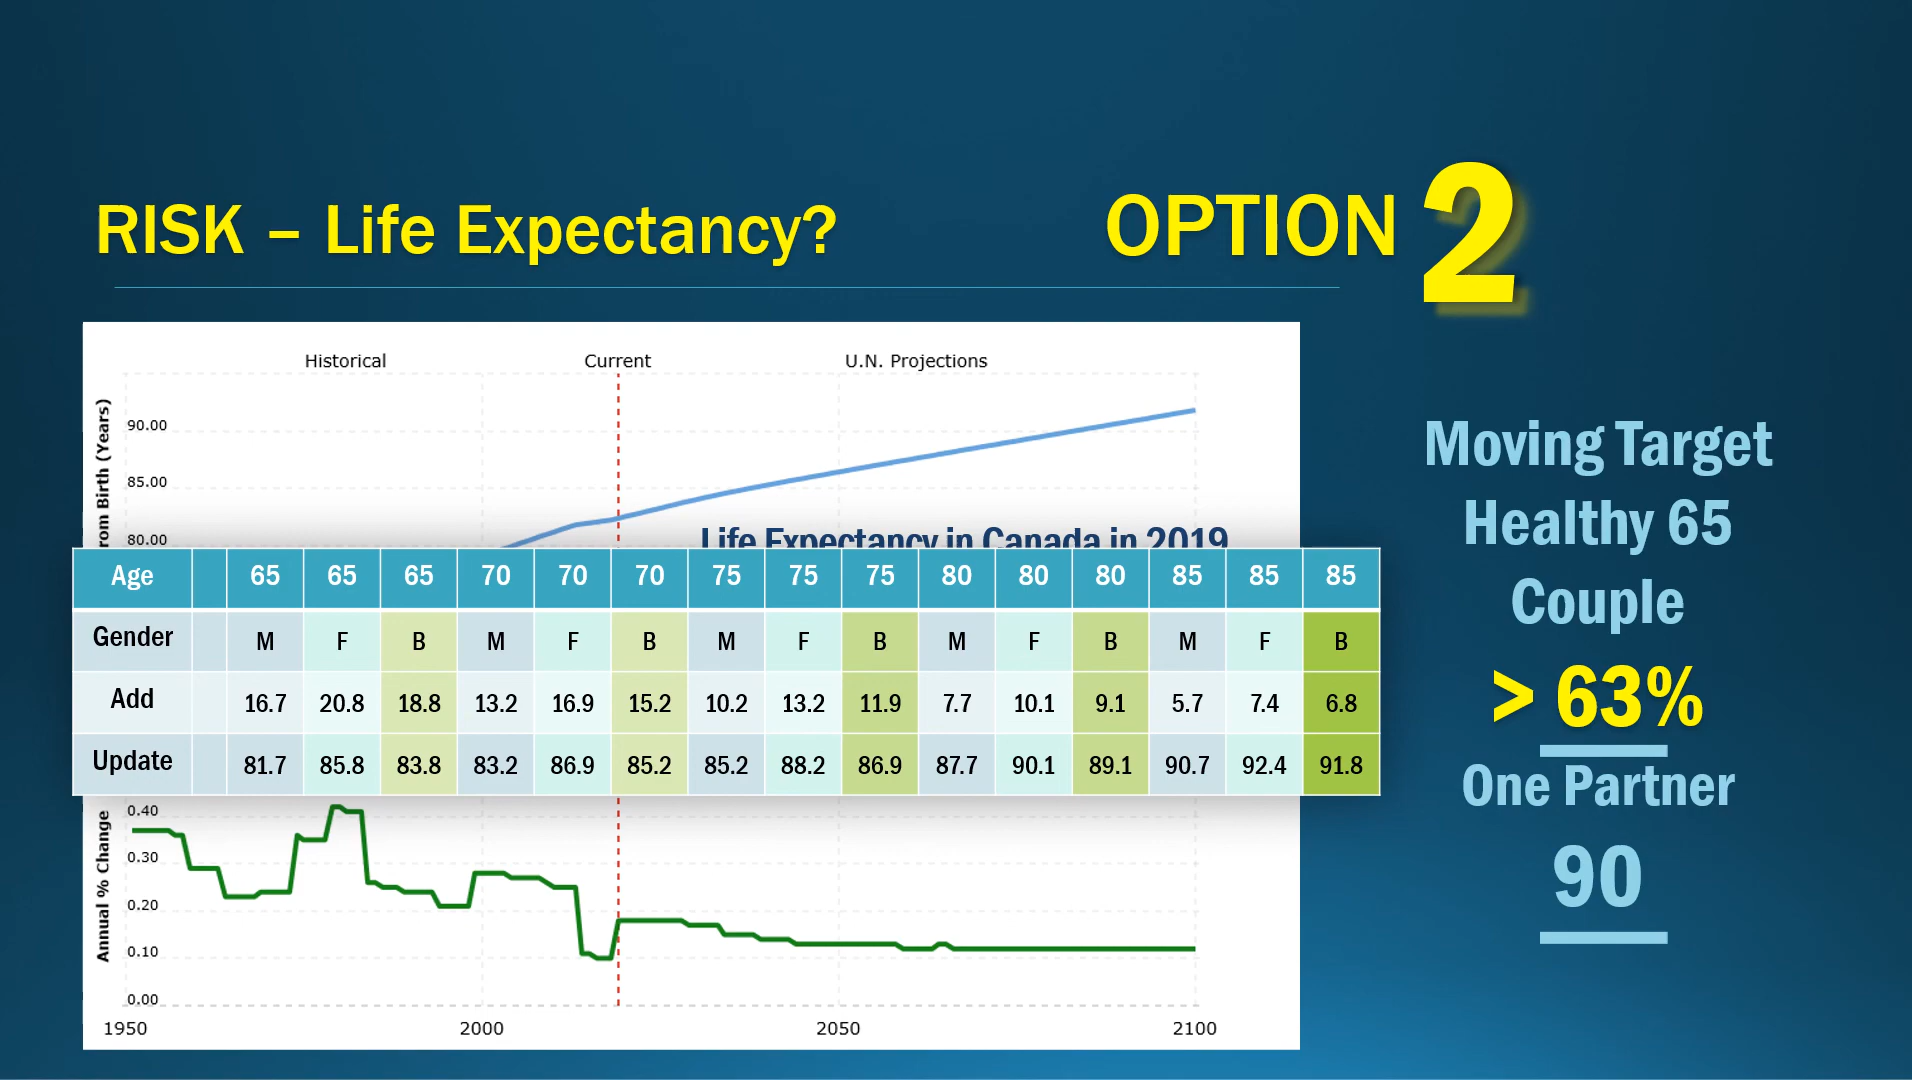 RISK – Life Expectancy?
OPTION 2
Historical Current U.N. Projections
90.00
85.00
80.00
Life Expectancy in Canada in 2019
Age 65 65 65 70 70 70 75 75 75 80 80 80 85 85 85
Gender M F B M F B M F B M F B M F B
Add 16.7 20.8 18.8 13.2 16.9 15.2 10.2 13.2 11.9 7.7 10.1 9.1 5.7 7.4 6.8
Update 81.7 85.8 83.8 83.2 86.9 85.2 85.2 88.2 86.9 87.7 90.1 89.1 90.7 92.4 91.8
Birth (Years)
Annual % Change
0.40
0.30
0.20
0.10
0.00
1950 2000 2050 2100
Moving Target
Healthy 65
Couple
> 63%
One Partner
90